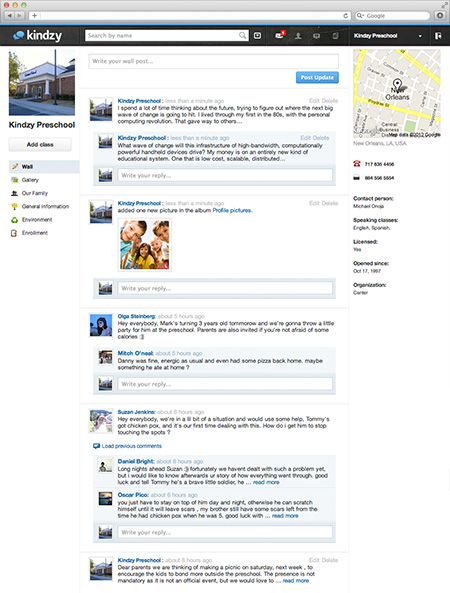 Google
kindzy
Search by name
Kindzy Preschool
Kindzy Preschool
Add class
Wall
Gallery
Our Family
General information
Environment
Enrollment
Write your wall post...
Post Update
Kindzy Preschool : less than a minute ago Edit Delete
I spend a lot of time thinking about the future, trying to figure out where the next big
wave of change is going to hit. I lived through my first in the 80s, with the personal
computing revolution. That gave way to others...
Kindzy Preschool : less than a minute ago Edit Delete
What wave of change will this infrastructure of high-bandwidth, computationally
powerful handheld devices drive? My money is on an entirely new kind of
educational system. One that is low cost, scalable, distributed...
Write your reply...
Kindzy Preschool : less than a minute ago Edit Delete
added one new picture in the album Profile pictures.
Write your reply...
Olga Steinberg: about 5 hours ago
Hey everybody, Mark's turning 3 years old tommorow and we're gonna throw a little
party for him at the preschool. Parents are also invited if you're not afraid of some
calories :))
Mitch O'neal: about 5 hours ago
Danny was fine, energic as usual and even had some pizza back home. maybe
something he ate at home ?
Write your reply...
Suzan Jenkins: about 6 hours ago
Hey everybody, we're in a lil bit of a situation and would use some help, Tommy's
got chicken pox, and it's our first time dealing with this. How do i get him to stop
touching the spots ?
Load previous comments
Daniel Bright: about 6 hours ago
Long nights ahead Suzan :) fortunately we havent dealt with such a problem yet,
but i would like to know afterwards ur story of how everything went through. good
luck and tell Tommy he's a brave little soldier, he ... read more
Oscar Pico: about 6 hours ago
you just have to stay on top of him day and night, otherwise he can scratch
himself until it will leave scars , my brother still have some scars left from the
time he had chicken pox when he was 5. good luck with ... read more
Write your reply...
Kindzy Preschool : about 8 hours ago Edit Delete
Dear parents we are thinking of making a picnic on saturday, next week , to
encourage the kids to bond more outside the preschool. The presence is not
mandatory as it is not an official event, but we would love to ... read more
New
Orleans
Central
Business
District
Map data ©2012 Google
New Orleans, LA, USA
717 635 4456
884 556 5554
Contact person:
Michael Onoja
Speaking classes:
English, Spanish,
Licensed:
Yes
Opened since:
Oct 17, 1997
Organization:
Center